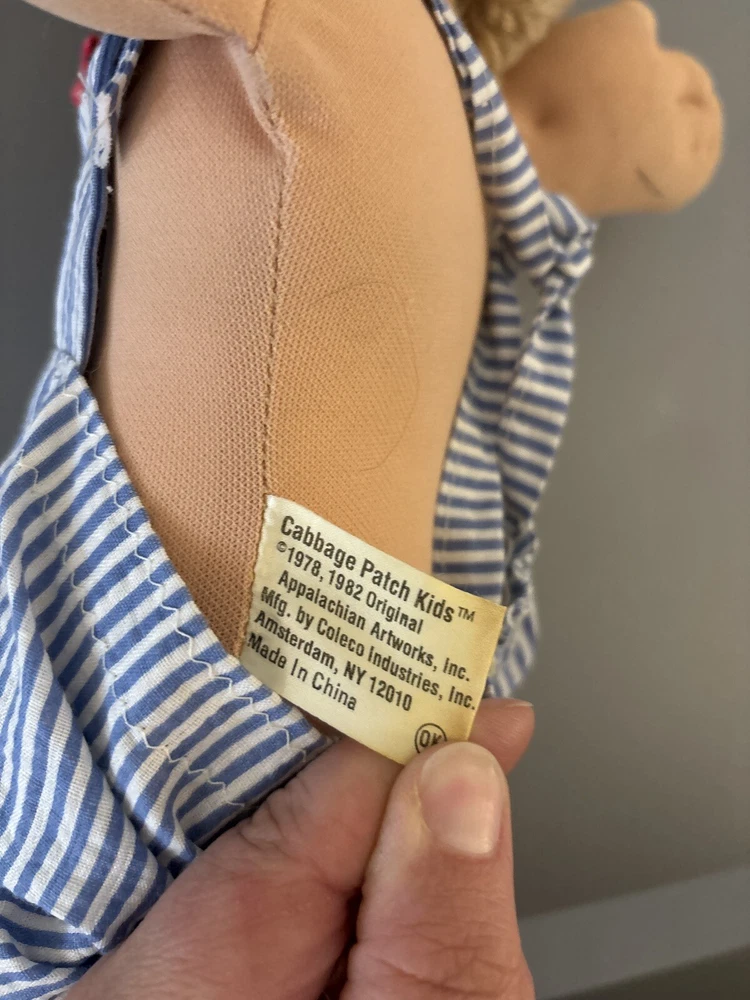 Cabbage Patch Kids™
©1978, 1982 Original
Appalachian Artworks, Inc.
Mfg. by Coleco Industries, Inc.
Amsterdam, NY 12010
Made In China
OK